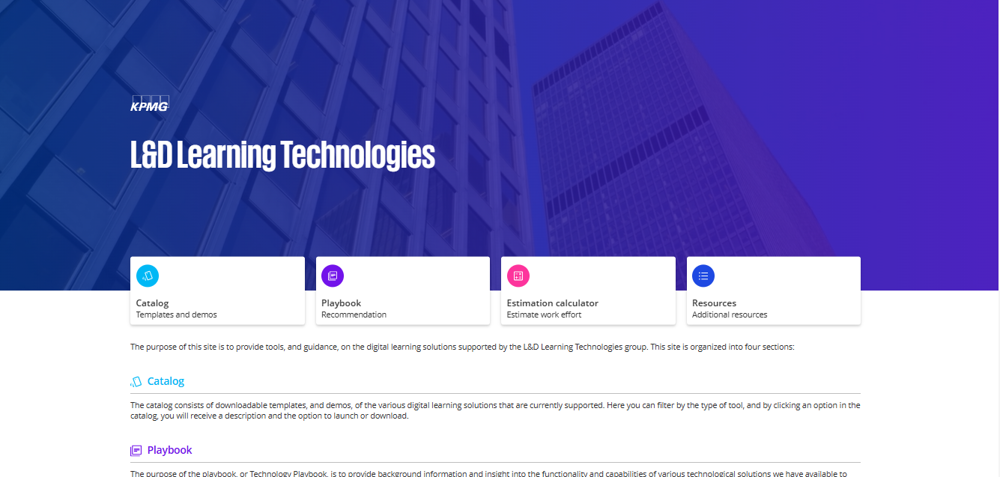 KPMG
L&D Learning Technologies
Catalog
Templates and demos
Playbook
Recommendation
Estimation calculator
Estimate work effort
Resources
Additional resources
The purpose of this site is to provide tools, and guidance, on the digital learning solutions supported by the L&D Learning Technologies group. This site is organized into four sections:
Catalog
The catalog consists of downloadable templates, and demos, of the various digital learning solutions that are currently supported. Here you can filter by the type of tool, and by clicking an option in the
catalog, you will receive a description and the option to launch or download.
Playbook
The purpose of the playbook, or Technology Playbook, is to provide background information and insight into the functionality and capabilities of various technological solutions we have available to